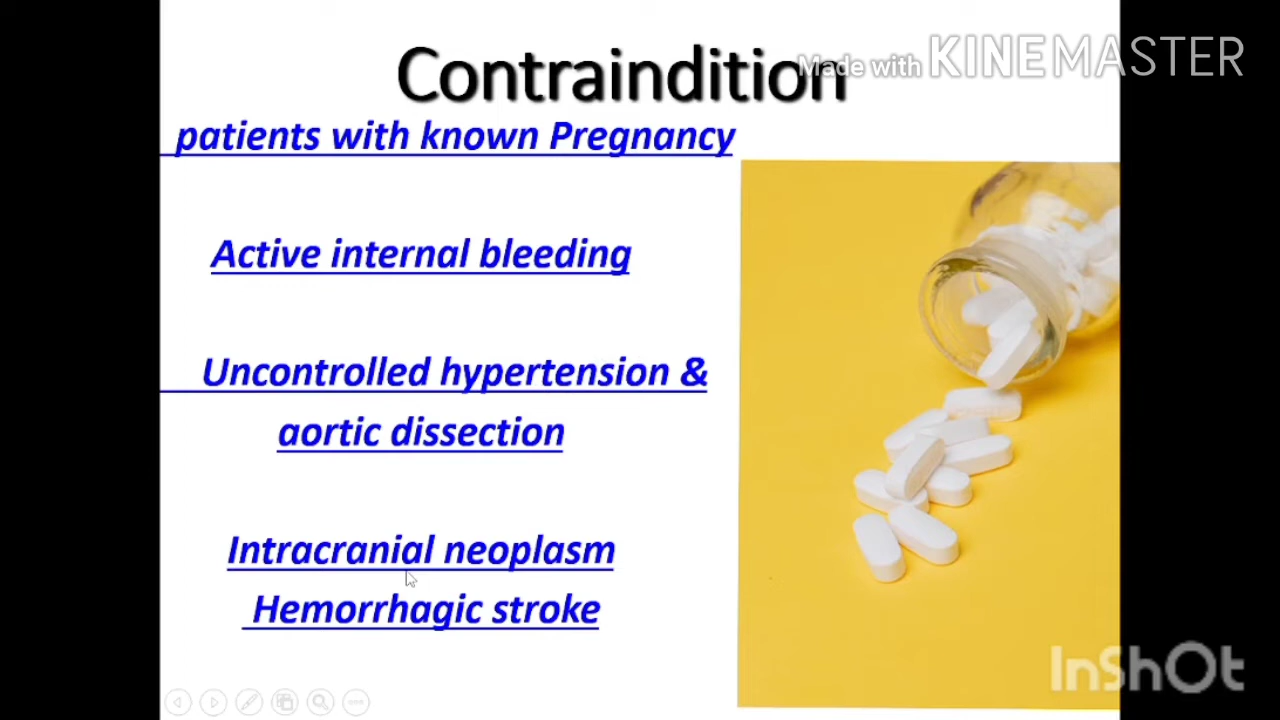 Contraindition
Made with KINEMASTER
patients with known Pregnancy
Active internal bleeding
Uncontrolled hypertension &
aortic dissection
Intracranial neoplasm
Hemorrhagic stroke
InShOt